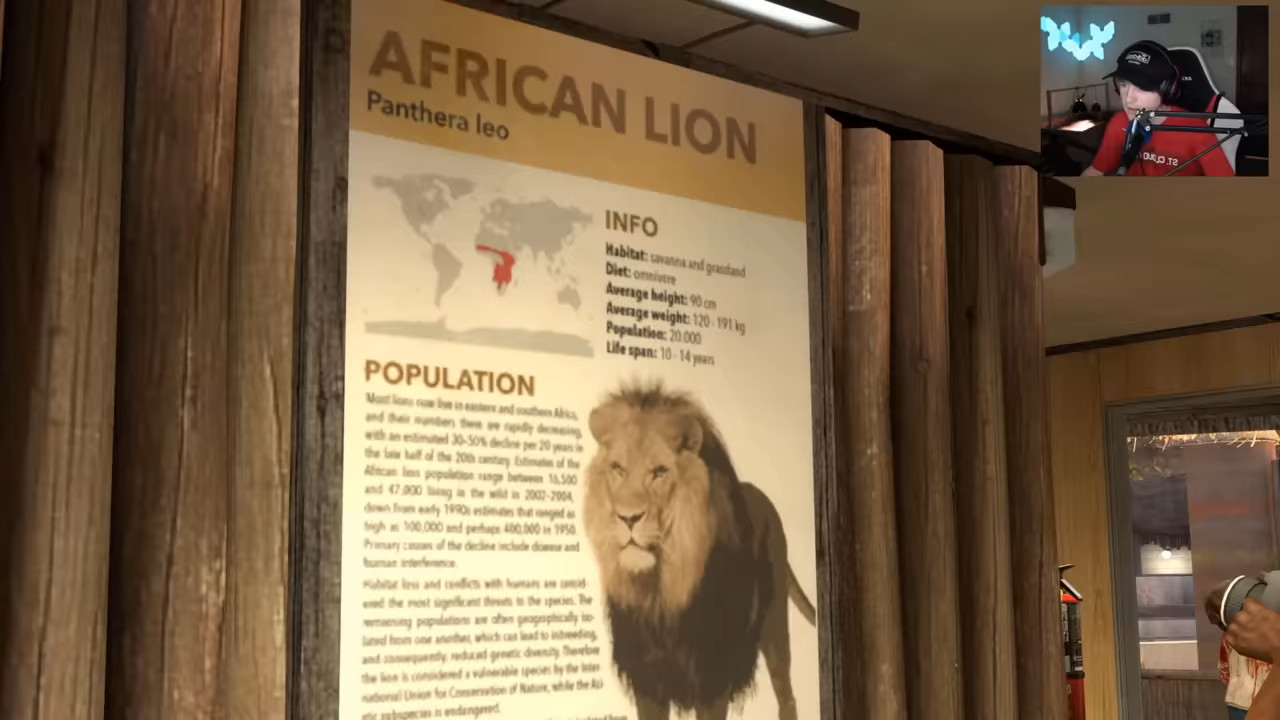 AFRICAN LION
Panthera leo
INFO
Habitat: savanna and grassland
Diet: omnivore
Average height: 90 cm
Average weight: 120 - 191 kg
Population: 20.000
Life span: 10 - 14 years
POPULATION
Most lions now live in eastern and southern Africa,
and their numbers there are rapidly decreasing,
with an estimated 30-50% decline per 20 years in
the late half of the 20th century. Estimates of the
African lion population range between 16,500
and 47,000 living in the wild in 2002-2004,
down from early 1990s estimates that ranged as
high as 100,000 and perhaps 400,000 in 1950.
Primary causes of the decline include disease and
human interference.
Habitat loss and conflicts with humans are consid-
ered the most significant threats to the species. The
remaining populations are often geographically iso-
lated from one another, which can lead to inbreeding,
and consequently, reduced genetic diversity. Therefore
the lion is considered a vulnerable species by the Inter-
national Union for Conservation of Nature, while the Asi-
atic subspecies is endangered.
ST. CLOUD